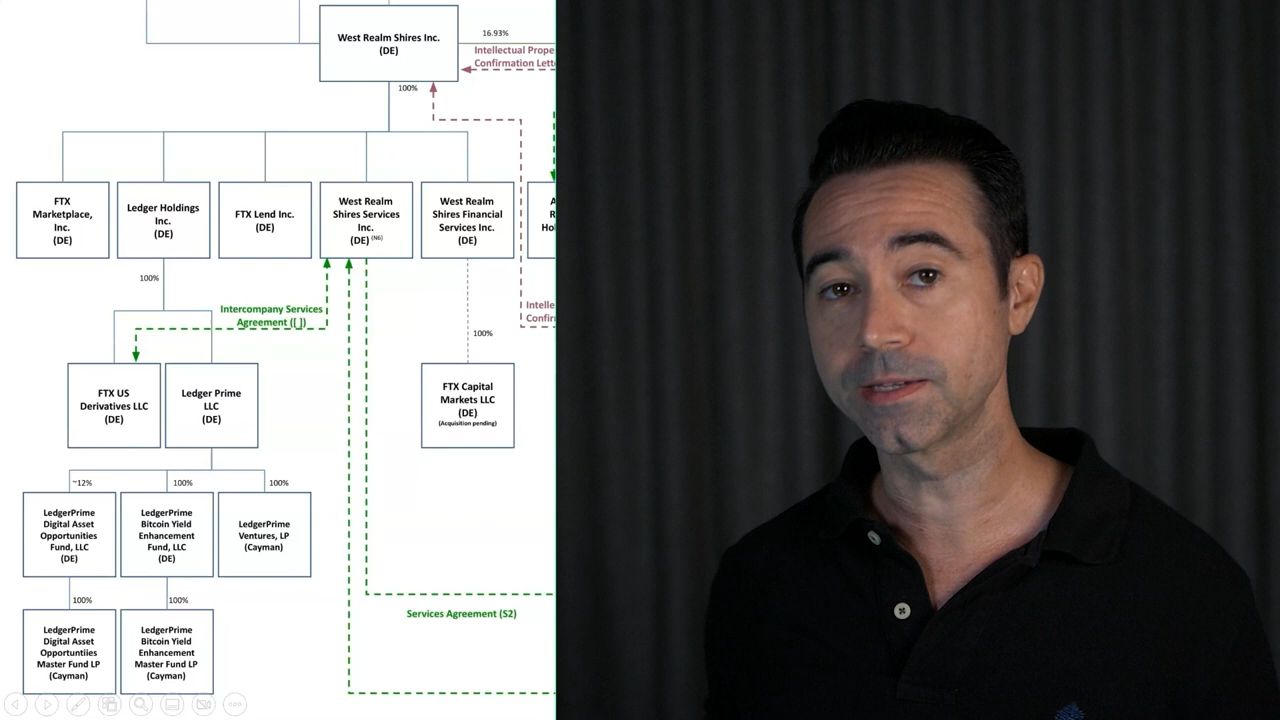 West Realm Shires Inc.
(DE)
16.93%
Intellectual Prope
Confirmation Lett
100%
FTX
Marketplace,
Inc.
(DE)
Ledger Holdings
Inc.
(DE)
FTX Lend Inc.
(DE)
West Realm
Shires Services
Inc.
(DE) (N6)
West Realm
Shires Financial
Services Inc.
(DE)
A
R
Hol
100%
Intercompany Services
Agreement ([ ])
Intelle
Confir
100%
FTX US
Derivatives LLC
(DE)
Ledger Prime
LLC
(DE)
FTX Capital
Markets LLC
(DE)
(Acquisition pending)
~12%
100%
100%
LedgerPrime
Digital Asset
Opportunities
Fund, LLC
(DE)
LedgerPrime
Bitcoin Yield
Enhancement
Fund, LLC
(DE)
LedgerPrime
Ventures, LP
(Cayman)
100%
100%
Services Agreement (S2)
LedgerPrime
Digital Asset
Opportuntiies
Master Fund LP
(Cayman)
LedgerPrime
Bitcoin Yield
Enhancement
Master Fund LP
(Cayman)